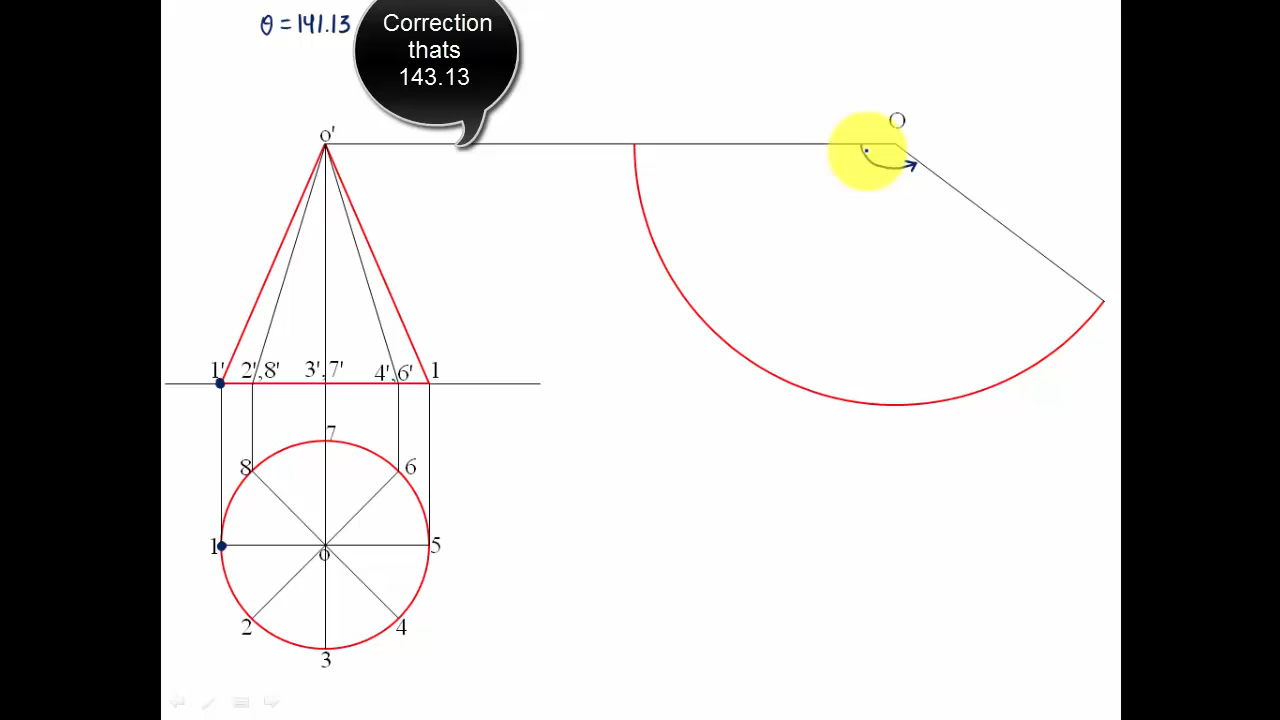 θ = 141.13
Correction
thats
143.13
O
o'
1' 2',8' 3',7' 4',6' 1
7
8 6
1 o 5
2 4
3